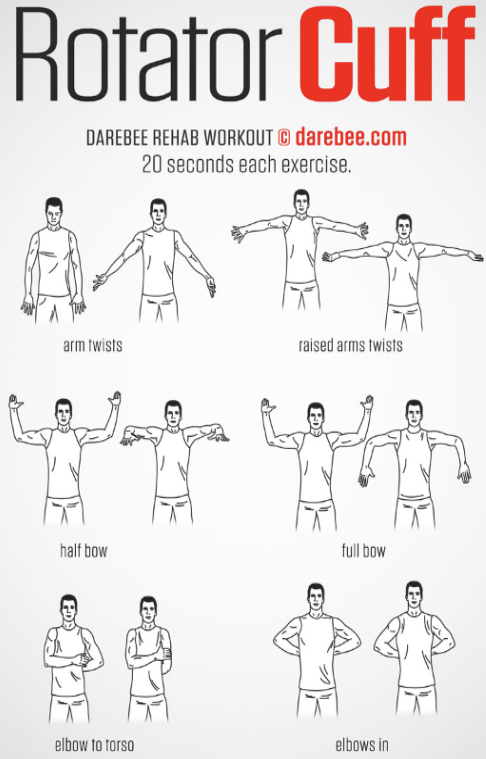 Rotator Cuff
DAREBEE REHAB WORKOUT © darebee.com
20 seconds each exercise.
arm twists
raised arms twists
half bow
full bow
elbow to torso
elbows in